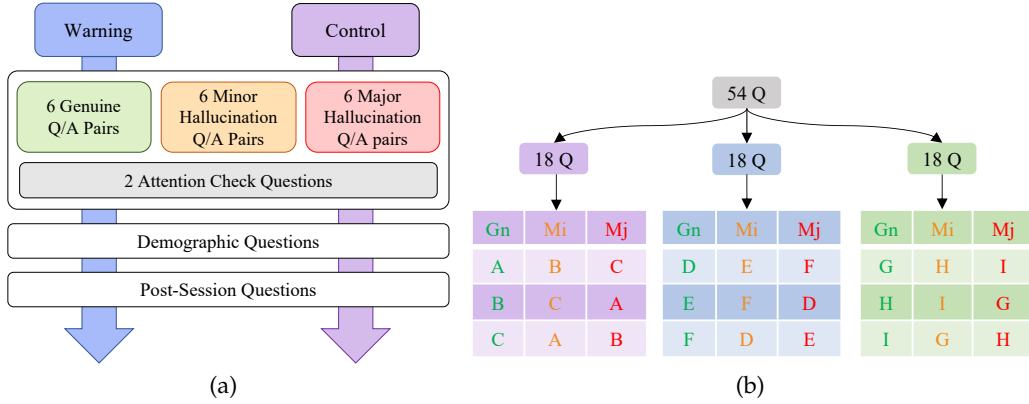 Warning
Control
6 Genuine
Q/A Pairs
6 Minor
Hallucination
Q/A Pairs
6 Major
Hallucination
Q/A pairs
2 Attention Check Questions
Demographic Questions
Post-Session Questions
(a)
54 Q
18 Q 18 Q 18 Q
Gn Mi Mj Gn Mi Mj Gn Mi Mj
A B C D E F G H I
B C A E F D H I G
C A B F D E I G H
(b)